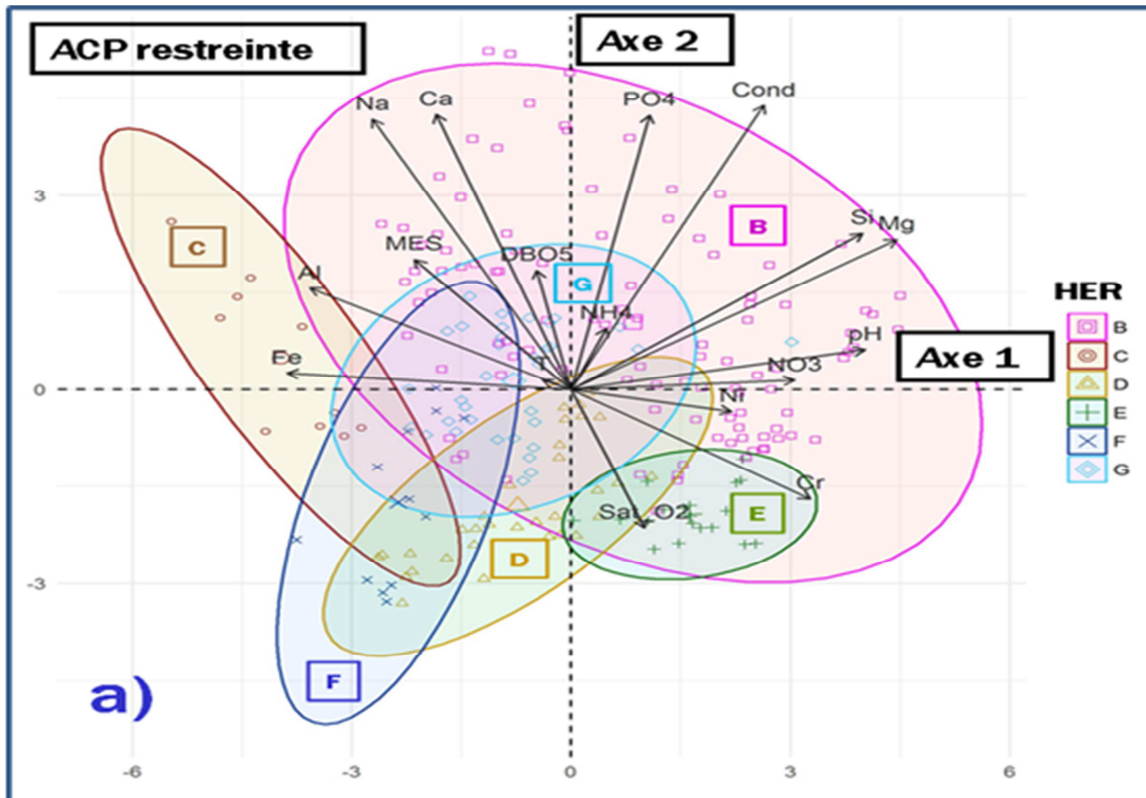 ACP restreinte
Axe 2
Na
Ca
PO4
Cond
3
C
B
Si
Mg
MES
DBO5
G
Al
NH4
HER
B
C
D
E
F
G
Fe
T
pH
Axe 1
NO3
0
Ni
Cr
Sat_O2
E
D
-3
F
a)
-6
-3
0
3
6